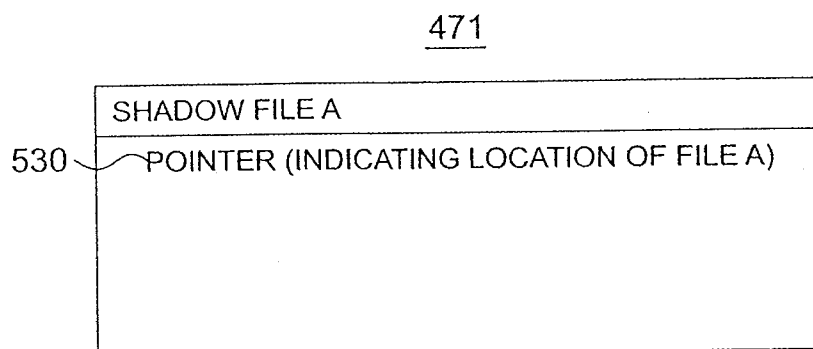 471
SHADOW FILE A
530 POINTER (INDICATING LOCATION OF FILE A)